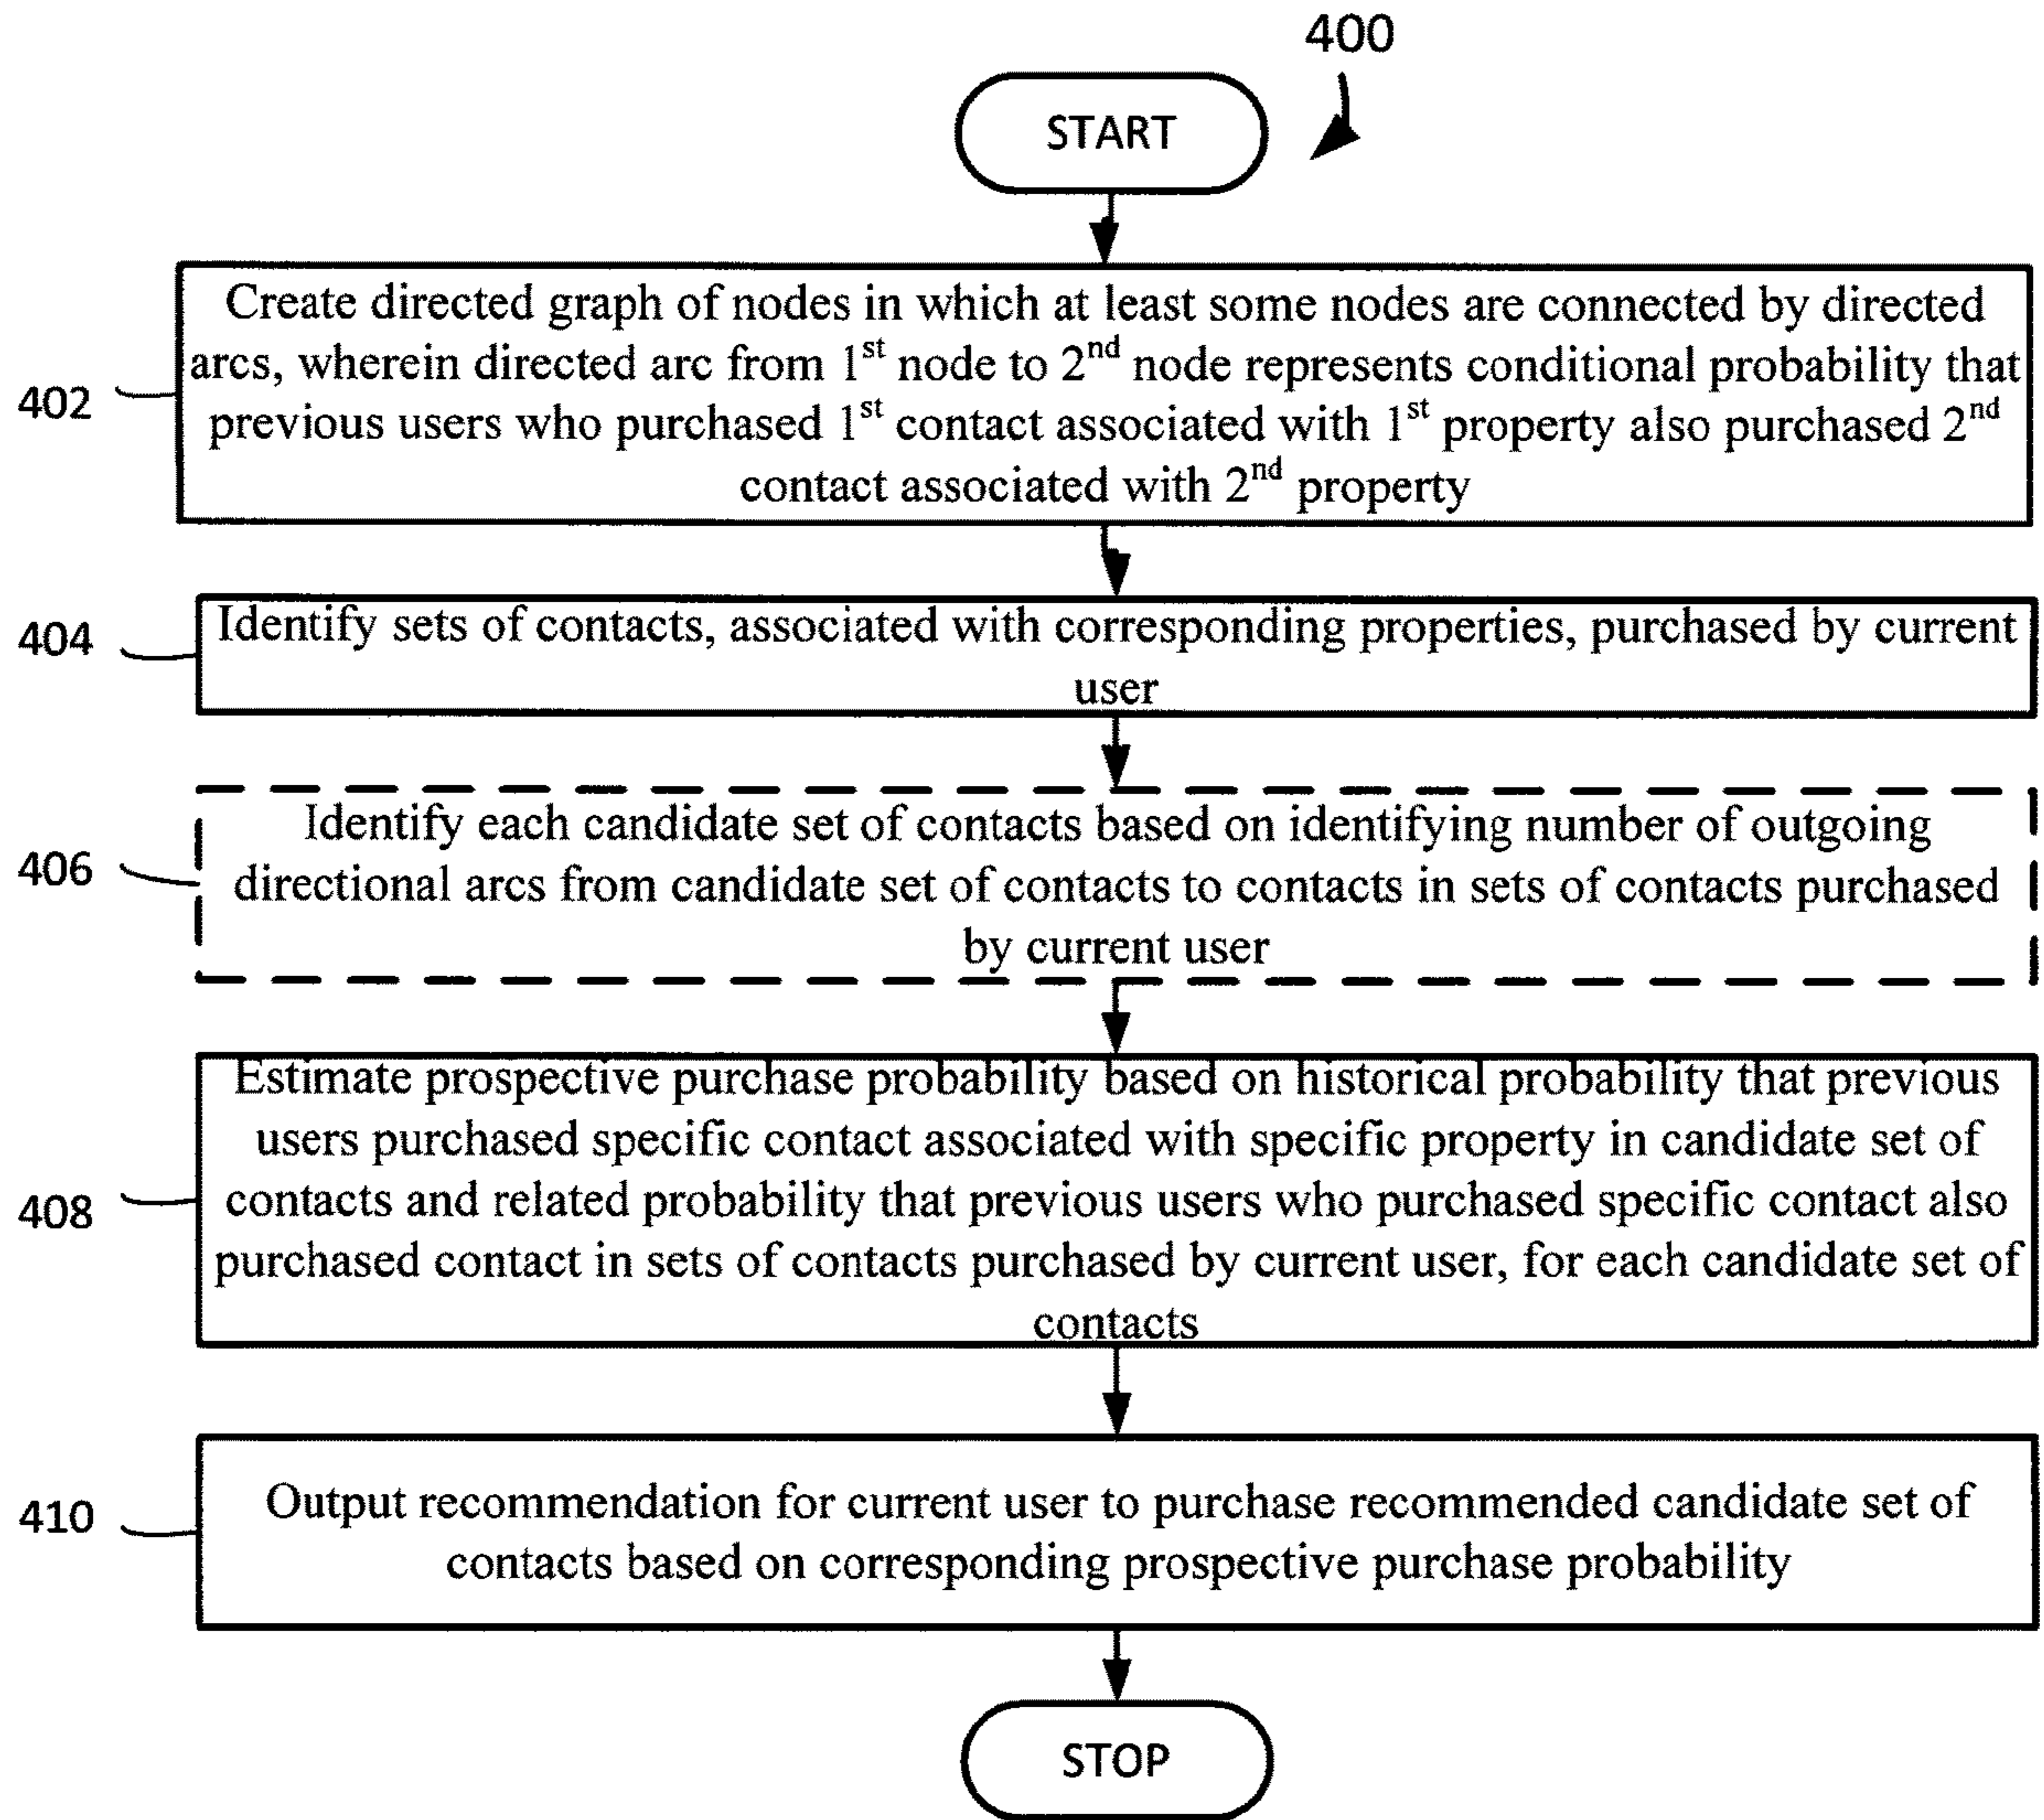 400
START
Create directed graph of nodes in which at least some nodes are connected by directed
arcs, wherein directed arc from 1st node to 2nd node represents conditional probability that
previous users who purchased 1st contact associated with 1st property also purchased 2nd
contact associated with 2nd property
402
Identify sets of contacts, associated with corresponding properties, purchased by current
user
404
Identify each candidate set of contacts based on identifying number of outgoing
directional arcs from candidate set of contacts to contacts in sets of contacts purchased
by current user
406
Estimate prospective purchase probability based on historical probability that previous
users purchased specific contact associated with specific property in candidate set of
contacts and related probability that previous users who purchased specific contact also
purchased contact in sets of contacts purchased by current user, for each candidate set of
contacts
408
Output recommendation for current user to purchase recommended candidate set of
contacts based on corresponding prospective purchase probability
410
STOP